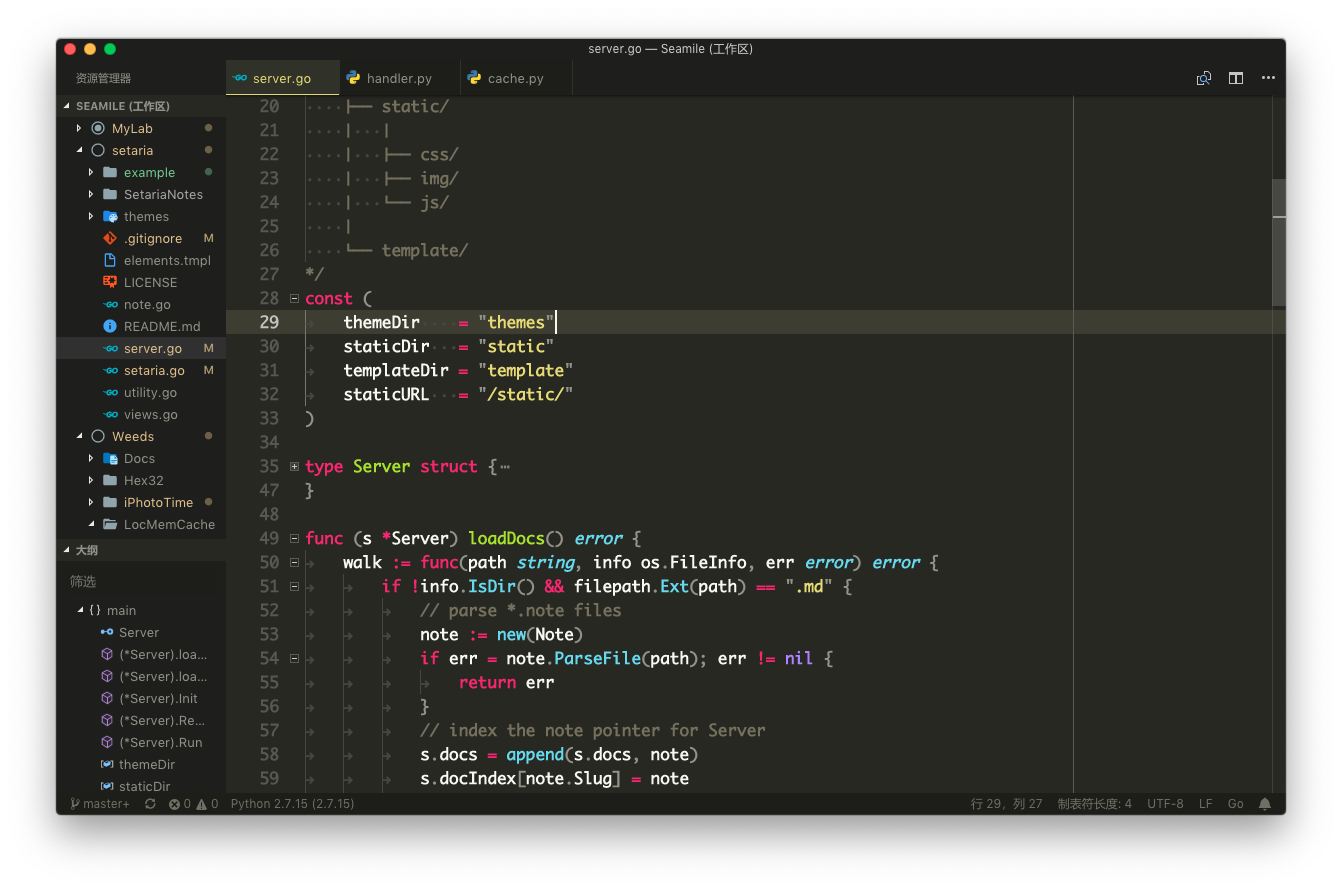 server.go — Seamile (工作区)
资源管理器
server.go
handler.py
cache.py
SEAMILE (工作区)
MyLab
setaria
example
SetariaNotes
themes
.gitignore M
elements.tmpl
LICENSE
note.go
README.md
server.go M
setaria.go M
utility.go
views.go
Weeds
Docs
Hex32
iPhotoTime
LocMemCache
大纲
筛选
{} main
Server
(*Server).loa...
(*Server).loa...
(*Server).Init
(*Server).Re...
(*Server).Run
themeDir
staticDir
20 ····├── static/
21 ····|···|
22 ····|···├── css/
23 ····|···├── img/
24 ····|···└── js/
25 ····|
26 ····└── template/
27 */
28 const (
29 themeDir···· = "themes"
30 staticDir··· = "static"
31 templateDir = "template"
32 staticURL··· = "/static/"
33 )
34
35 type Server struct {⋯
47 }
48
49 func (s *Server) loadDocs() error {
50 walk := func(path string, info os.FileInfo, err error) error {
51 if !info.IsDir() && filepath.Ext(path) == ".md" {
52 // parse *.note files
53 note := new(Note)
54 if err = note.ParseFile(path); err != nil {
55 return err
56 }
57 // index the note pointer for Server
58 s.docs = append(s.docs, note)
59 s.docIndex[note.Slug] = note
master+ 0 0 Python 2.7.15 (2.7.15) 行 29，列 27 制表符长度: 4 UTF-8 LF Go